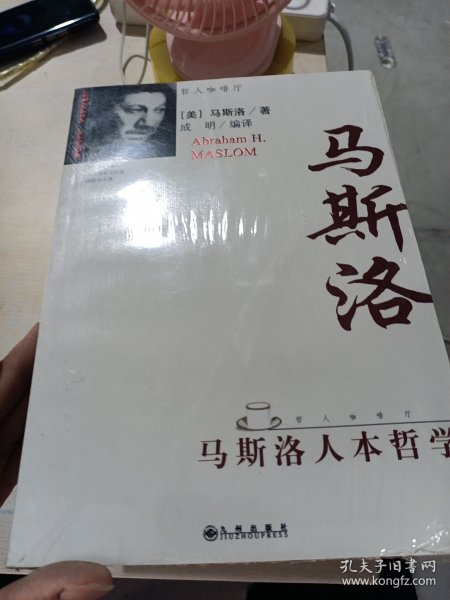 哲人咖啡厅
[美] 马斯洛／著
成 明／编译
Abraham H.
MASLOM
马斯洛
哲人咖啡厅
马斯洛人本哲学
九州出版社
JIUZHOUPRESS
孔夫子旧书网
www.kongfz.com